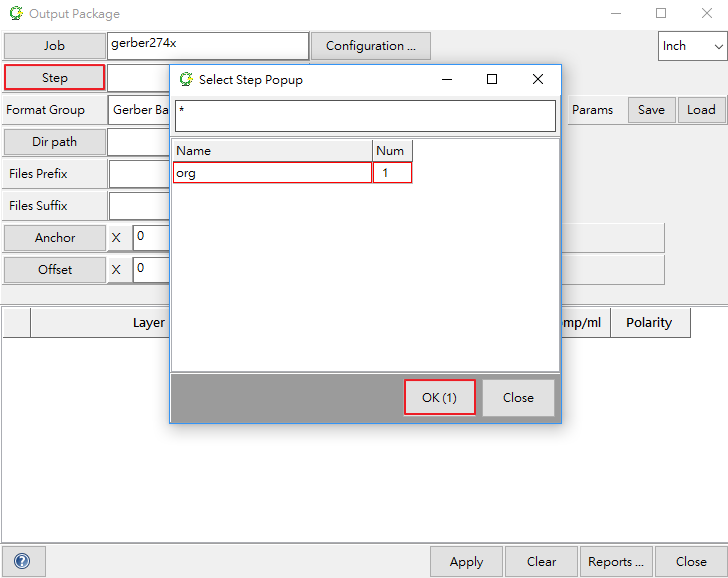 Output Package
Job gerber274x Configuration ... Inch
Step
Select Step Popup
*
Format Group Gerber Ba Params Save Load
Dir path
Name Num
org 1
Files Prefix
Files Suffix
Anchor X 0
Offset X 0
Layer omp/ml Polarity
OK (1) Close
Apply Clear Reports ... Close